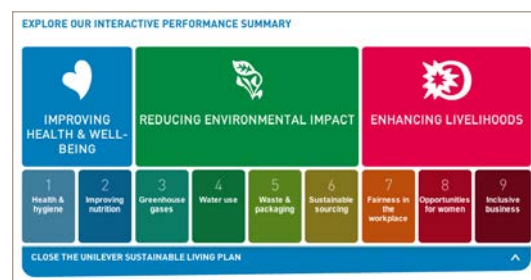 EXPLORE OUR INTERACTIVE PERFORMANCE SUMMARY
IMPROVING
HEALTH & WELL-
BEING
REDUCING ENVIRONMENTAL IMPACT
ENHANCING LIVELIHOODS
1
Health &
hygiene
2
Improving
nutrition
3
Greenhouse
gases
4
Water use
5
Waste &
packaging
6
Sustainable
sourcing
7
Fairness in
the
workplace
8
Opportunities
for women
9
Inclusive
business
CLOSE THE UNILEVER SUSTAINABLE LIVING PLAN